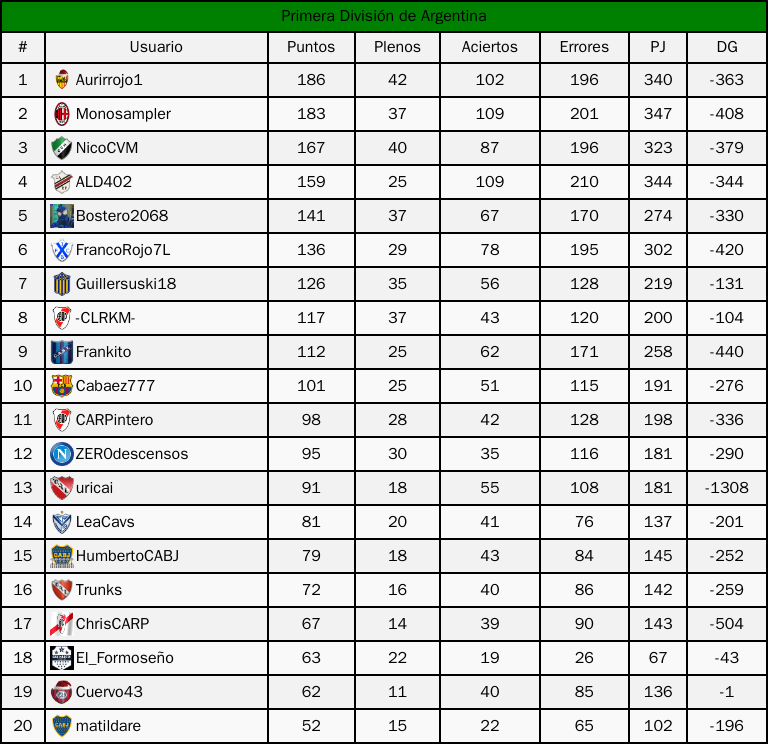 Primera División de Argentina
# Usuario Puntos Plenos Aciertos Errores PJ DG
1 Aurirrojo1 186 42 102 196 340 -363
2 Monosampler 183 37 109 201 347 -408
3 NicoCVM 167 40 87 196 323 -379
4 ALD402 159 25 109 210 344 -344
5 Bostero2068 141 37 67 170 274 -330
6 FrancoRojo7L 136 29 78 195 302 -420
7 Guillersuski18 126 35 56 128 219 -131
8 -CLRKM- 117 37 43 120 200 -104
9 Frankito 112 25 62 171 258 -440
10 Cabaez777 101 25 51 115 191 -276
11 CARPintero 98 28 42 128 198 -336
12 ZEROdescensos 95 30 35 116 181 -290
13 uricai 91 18 55 108 181 -1308
14 LeaCavs 81 20 41 76 137 -201
15 HumbertoCABJ 79 18 43 84 145 -252
16 Trunks 72 16 40 86 142 -259
17 ChrisCARP 67 14 39 90 143 -504
18 El_Formoseño 63 22 19 26 67 -43
19 Cuervo43 62 11 40 85 136 -1
20 matildare 52 15 22 65 102 -196